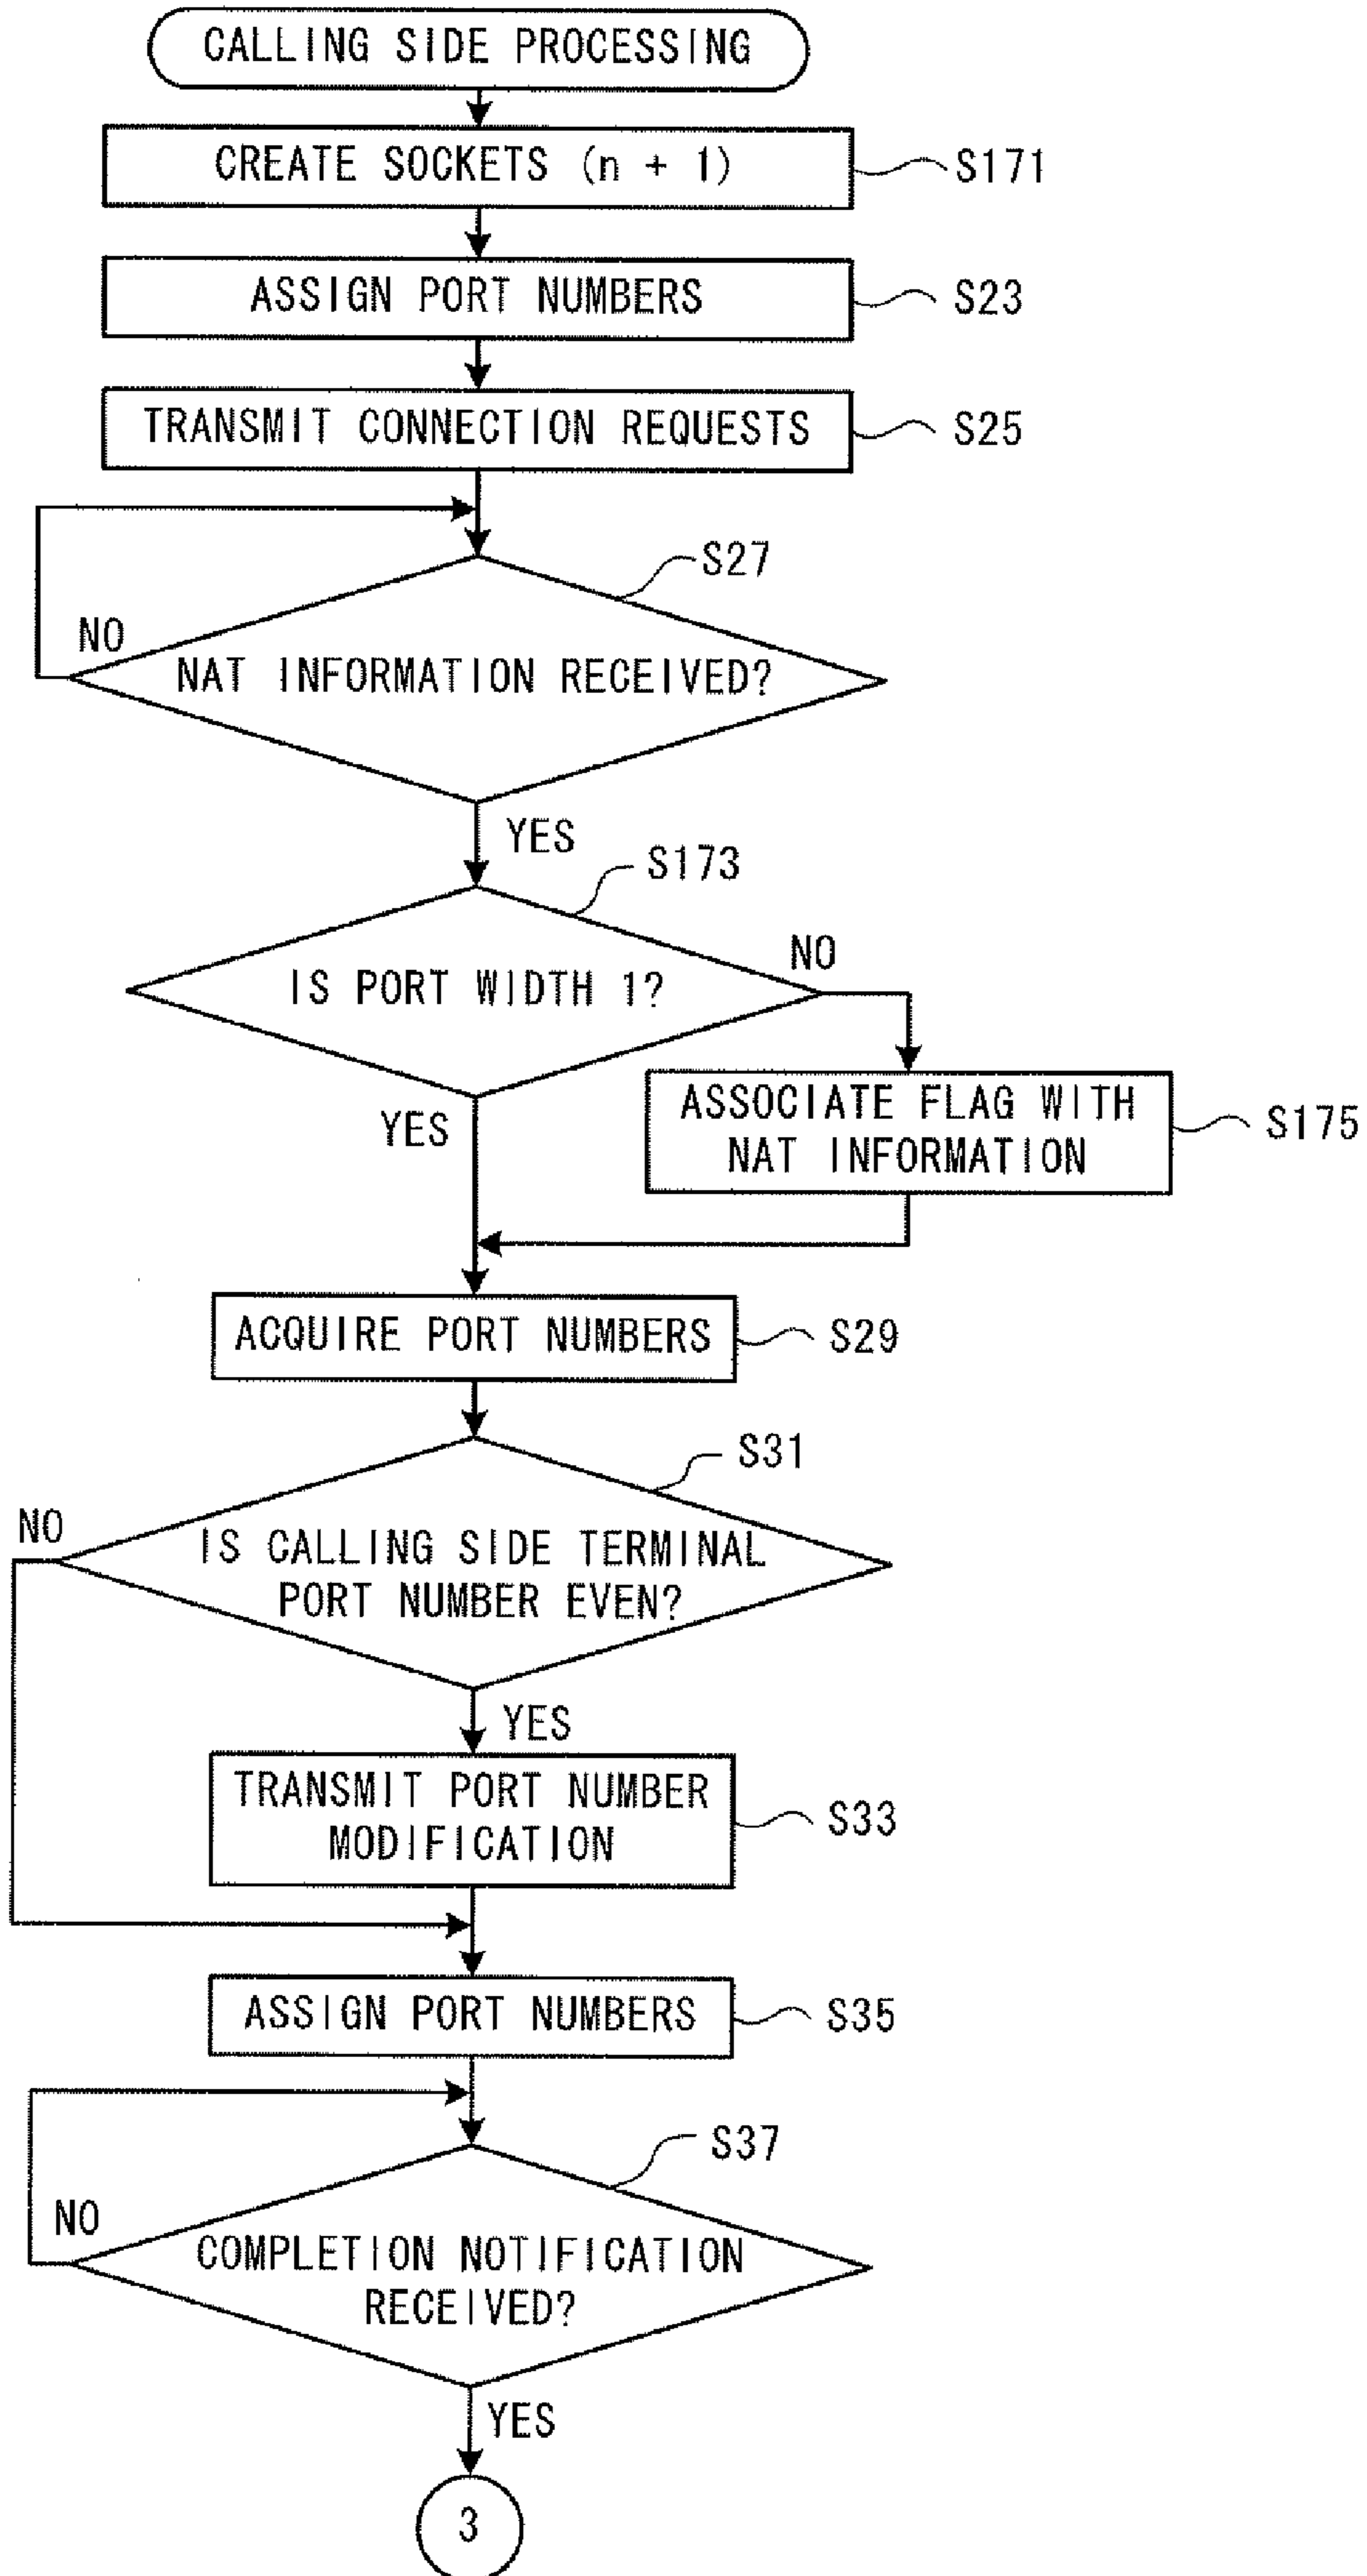 CALLING SIDE PROCESSING
CREATE SOCKETS (n + 1)
S171
ASSIGN PORT NUMBERS
S23
TRANSMIT CONNECTION REQUESTS
S25
S27
NO
NAT INFORMATION RECEIVED?
YES
S173
NO
IS PORT WIDTH 1?
YES
ASSOCIATE FLAG WITH
NAT INFORMATION
S175
ACQUIRE PORT NUMBERS
S29
S31
NO
IS CALLING SIDE TERMINAL
PORT NUMBER EVEN?
YES
TRANSMIT PORT NUMBER
MODIFICATION
S33
ASSIGN PORT NUMBERS
S35
S37
NO
COMPLETION NOTIFICATION
RECEIVED?
YES
3